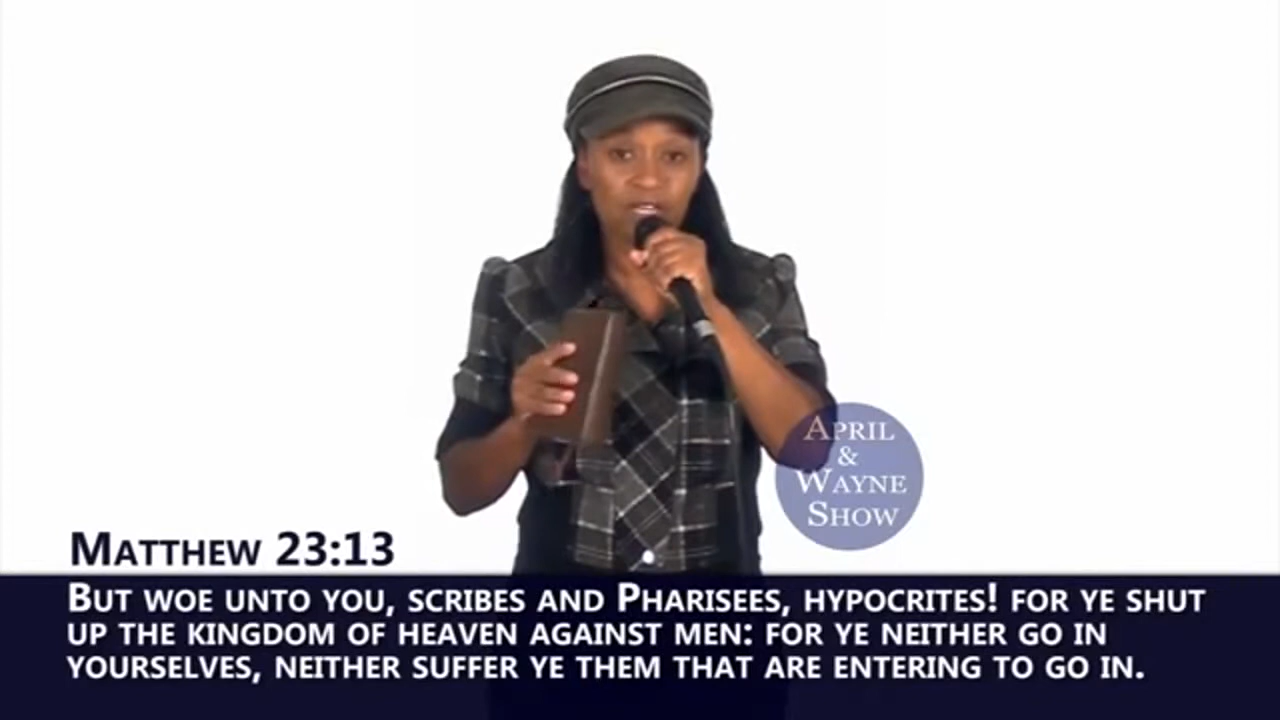 April
&
Wayne
Show
Matthew 23:13
But woe unto you, scribes and Pharisees, hypocrites! for ye shut
up the kingdom of heaven against men: for ye neither go in
yourselves, neither suffer ye them that are entering to go in.